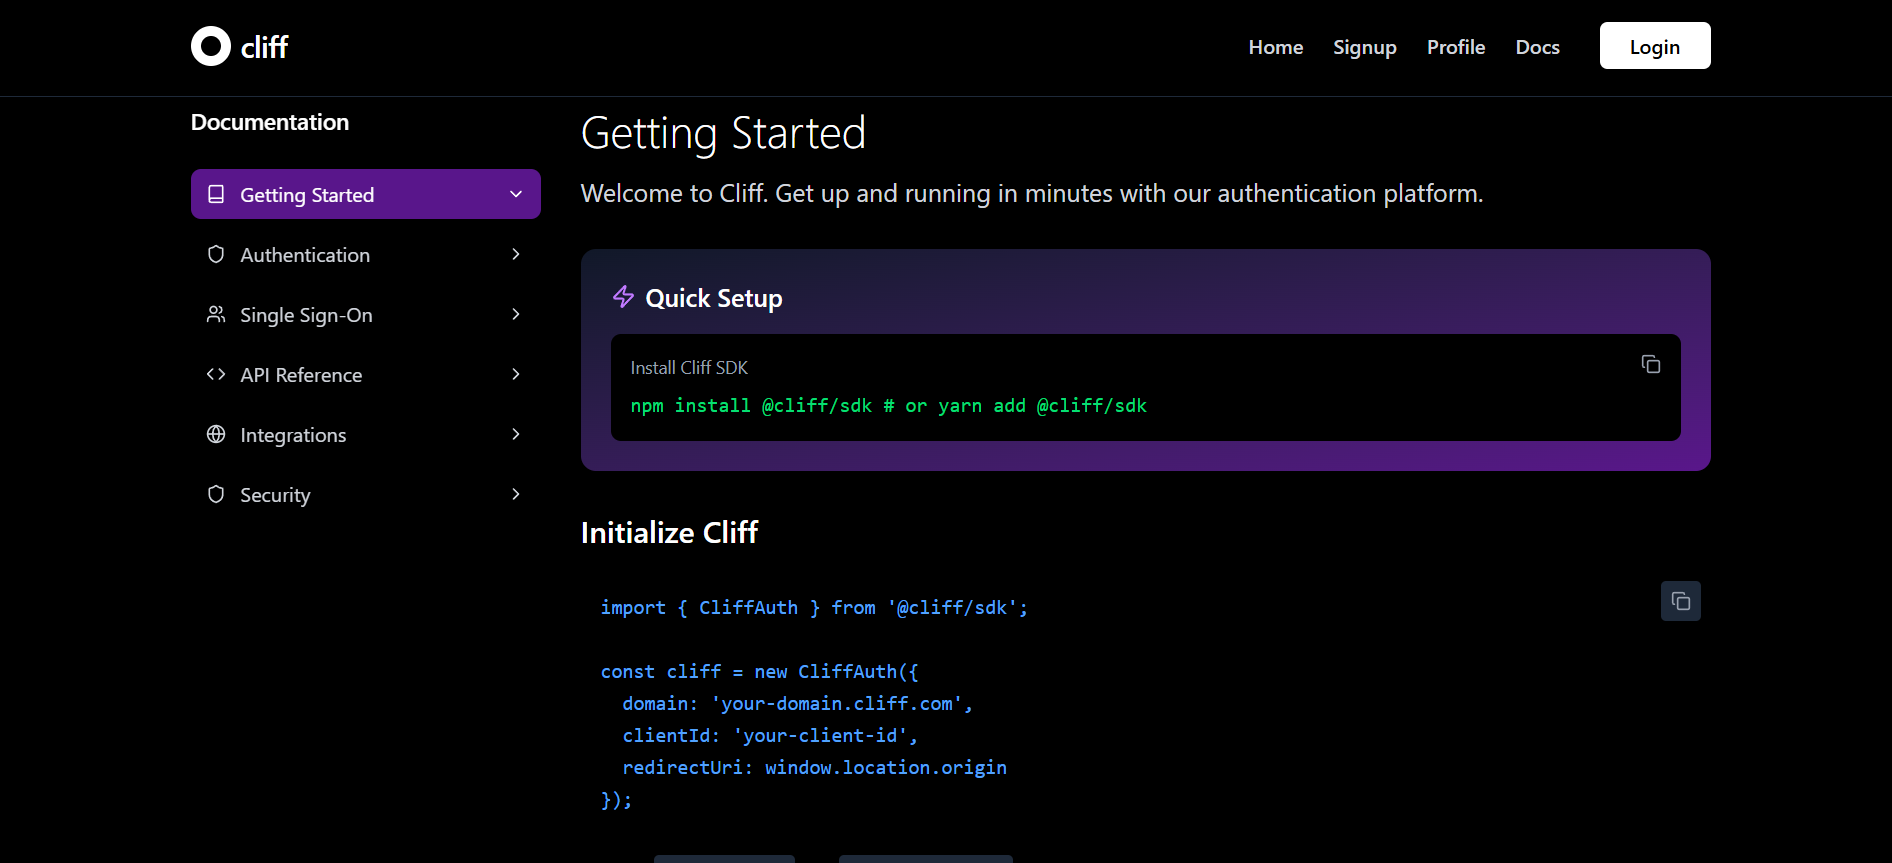 cliff
Home Signup Profile Docs Login
Documentation
Getting Started
Authentication
Single Sign-On
API Reference
Integrations
Security
Getting Started
Welcome to Cliff. Get up and running in minutes with our authentication platform.
Quick Setup
Install Cliff SDK
npm install @cliff/sdk # or yarn add @cliff/sdk
Initialize Cliff
import { CliffAuth } from '@cliff/sdk';
const cliff = new CliffAuth({
  domain: 'your-domain.cliff.com',
  clientId: 'your-client-id',
  redirectUri: window.location.origin
});